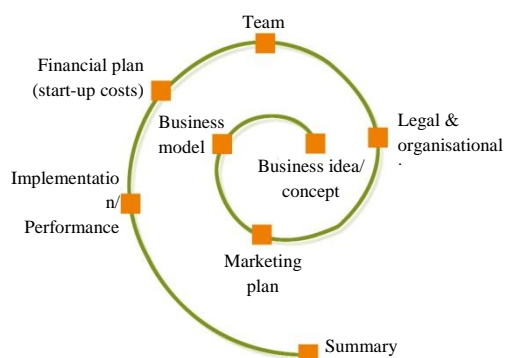 Team
Financial plan
(start-up costs)
Business
model
Legal &
organisational
Business idea/
concept
Implementatio
n/
Performance
Marketing
plan
Summary